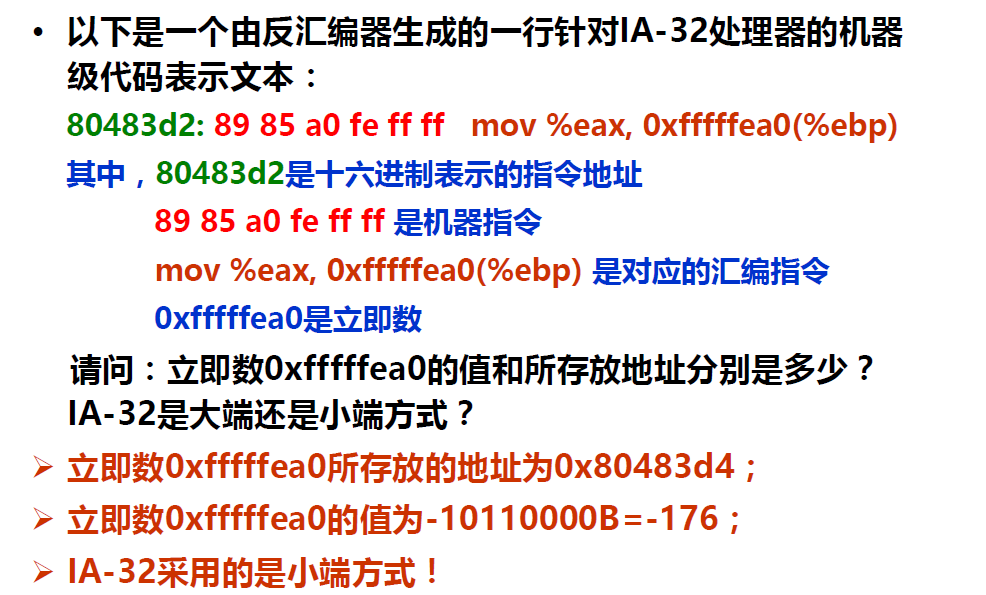 • 以下是一个由反汇编器生成的一行针对IA-32处理器的机器
级代码表示文本：
80483d2: 89 85 a0 fe ff ff mov %eax, 0xfffffea0(%ebp)
其中，80483d2是十六进制表示的指令地址
89 85 a0 fe ff ff 是机器指令
mov %eax, 0xfffffea0(%ebp) 是对应的汇编指令
0xfffffea0是立即数
请问：立即数0xfffffea0的值和所存放地址分别是多少？
IA-32是大端还是小端方式？
➢ 立即数0xfffffea0所存放的地址为0x80483d4；
➢ 立即数0xfffffea0的值为-10110000B=-176；
➢ IA-32采用的是小端方式！